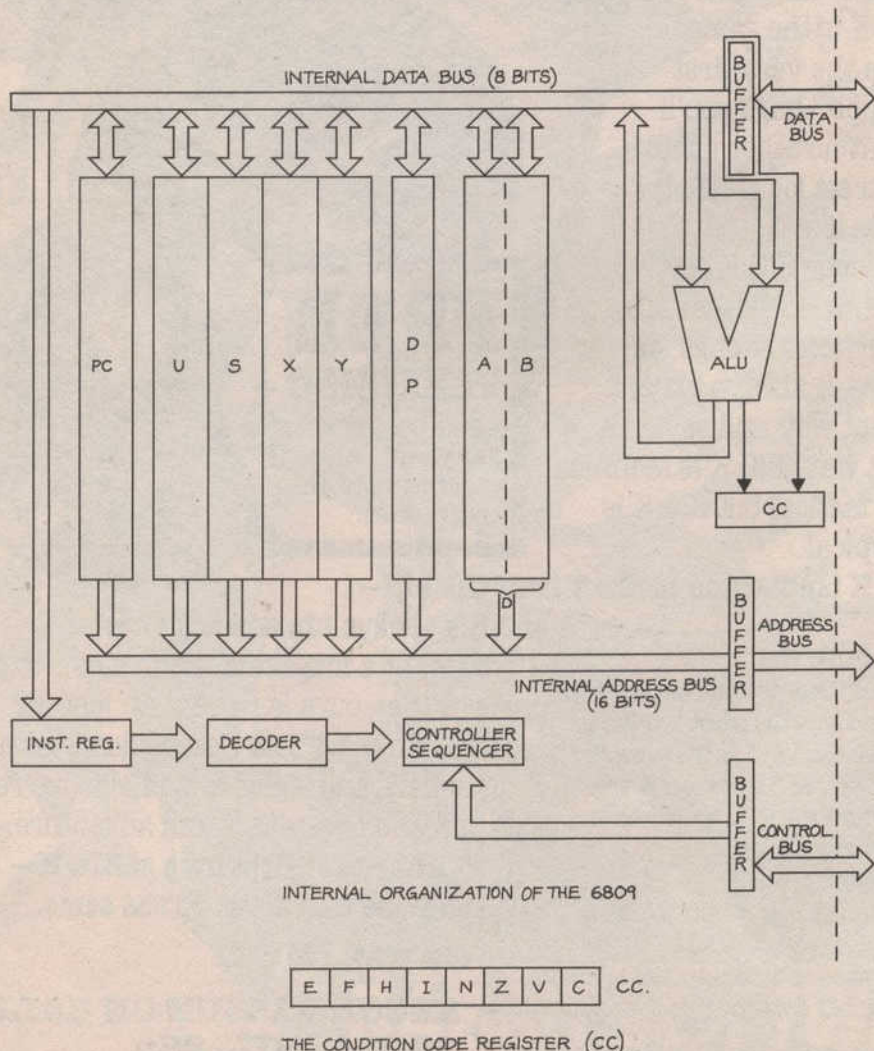 INTERNAL DATA BUS (8 BITS)
BUFFER
DATA
BUS
PC
U
S
X
Y
D
P
A
B
ALU
CC
D
BUFFER
ADDRESS
BUS
INTERNAL ADDRESS BUS
(16 BITS)
INST. REG.
DECODER
CONTROLLER
SEQUENCER
BUFFER
CONTROL
BUS
INTERNAL ORGANIZATION OF THE 6809
E F H I N Z V C CC.
THE CONDITION CODE REGISTER (CC)